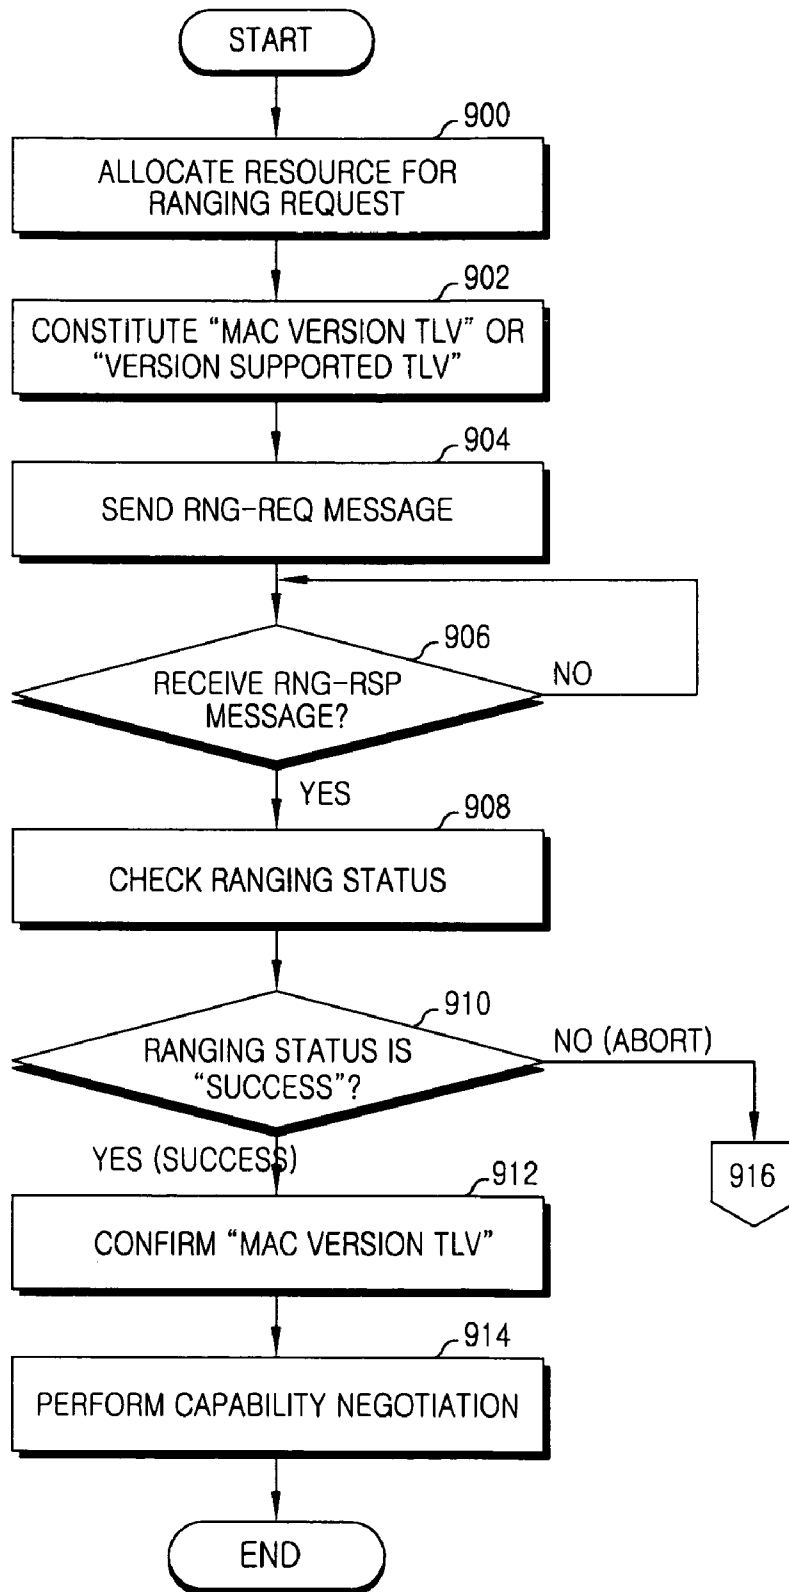 START
900
ALLOCATE RESOURCE FOR
RANGING REQUEST
902
CONSTITUTE “MAC VERSION TLV” OR
“VERSION SUPPORTED TLV”
904
SEND RNG-REQ MESSAGE
906
RECEIVE RNG-RSP
MESSAGE?
NO
YES
908
CHECK RANGING STATUS
910
RANGING STATUS IS
“SUCCESS”?
NO (ABORT)
YES (SUCCESS)
916
912
CONFIRM “MAC VERSION TLV”
914
PERFORM CAPABILITY NEGOTIATION
END